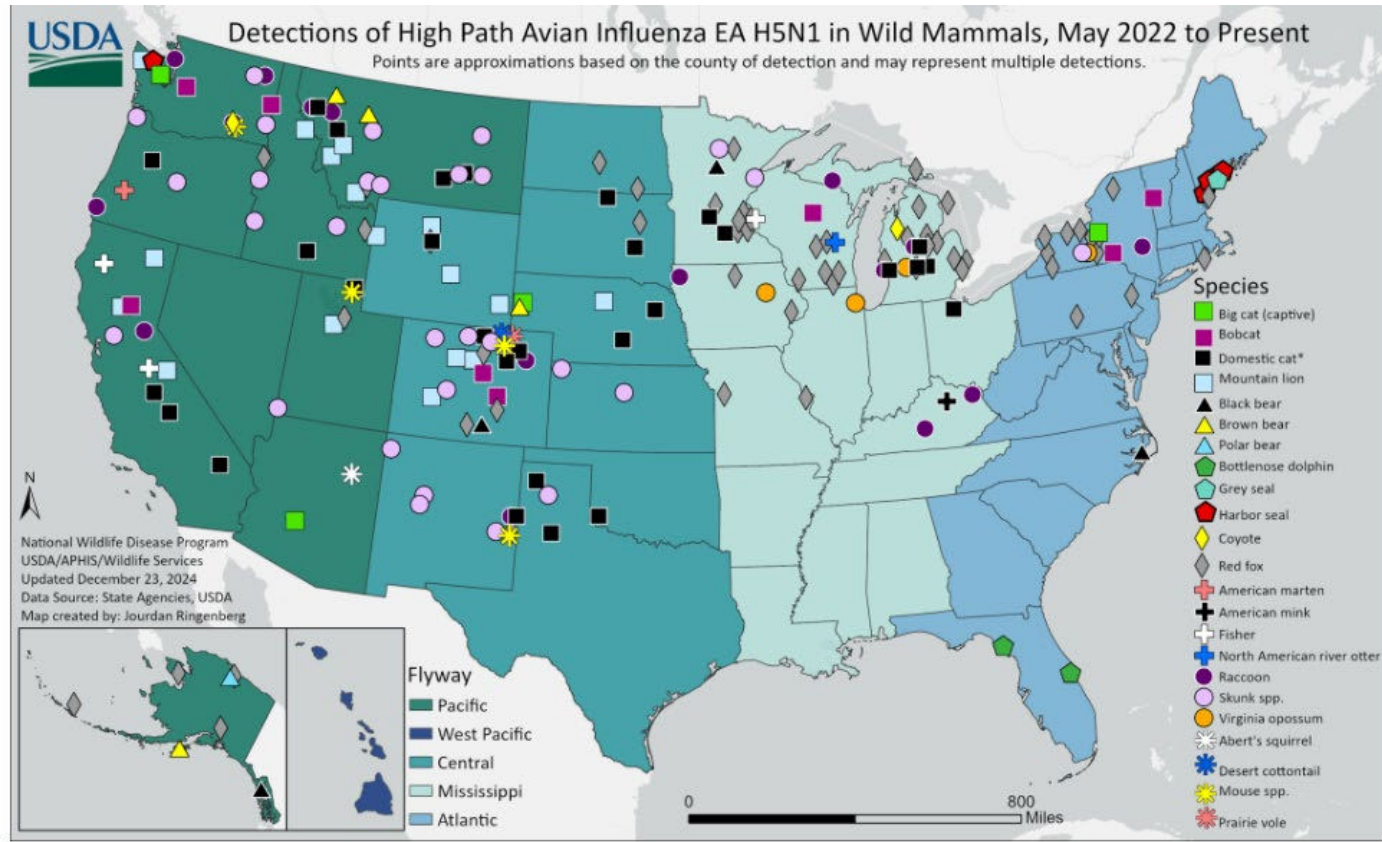 USDA
Detections of High Path Avian Influenza EA H5N1 in Wild Mammals, May 2022 to Present
Points are approximations based on the county of detection and may represent multiple detections.
Species
Big cat (captive)
Bobcat
Domestic cat*
Mountain lion
Black bear
Brown bear
Polar bear
Bottlenose dolphin
Grey seal
Harbor seal
Coyote
Red fox
American marten
American mink
Fisher
North American river otter
Raccoon
Skunk spp.
Virginia opossum
Abert's squirrel
Desert cottontail
Mouse spp.
Prairie vole
N
National Wildlife Disease Program
USDA/APHIS/Wildlife Services
Updated December 23, 2024
Data Source: State Agencies, USDA
Map created by: Jourdan Ringenberg
Flyway
Pacific
West Pacific
Central
Mississippi
Atlantic
0 800
Miles